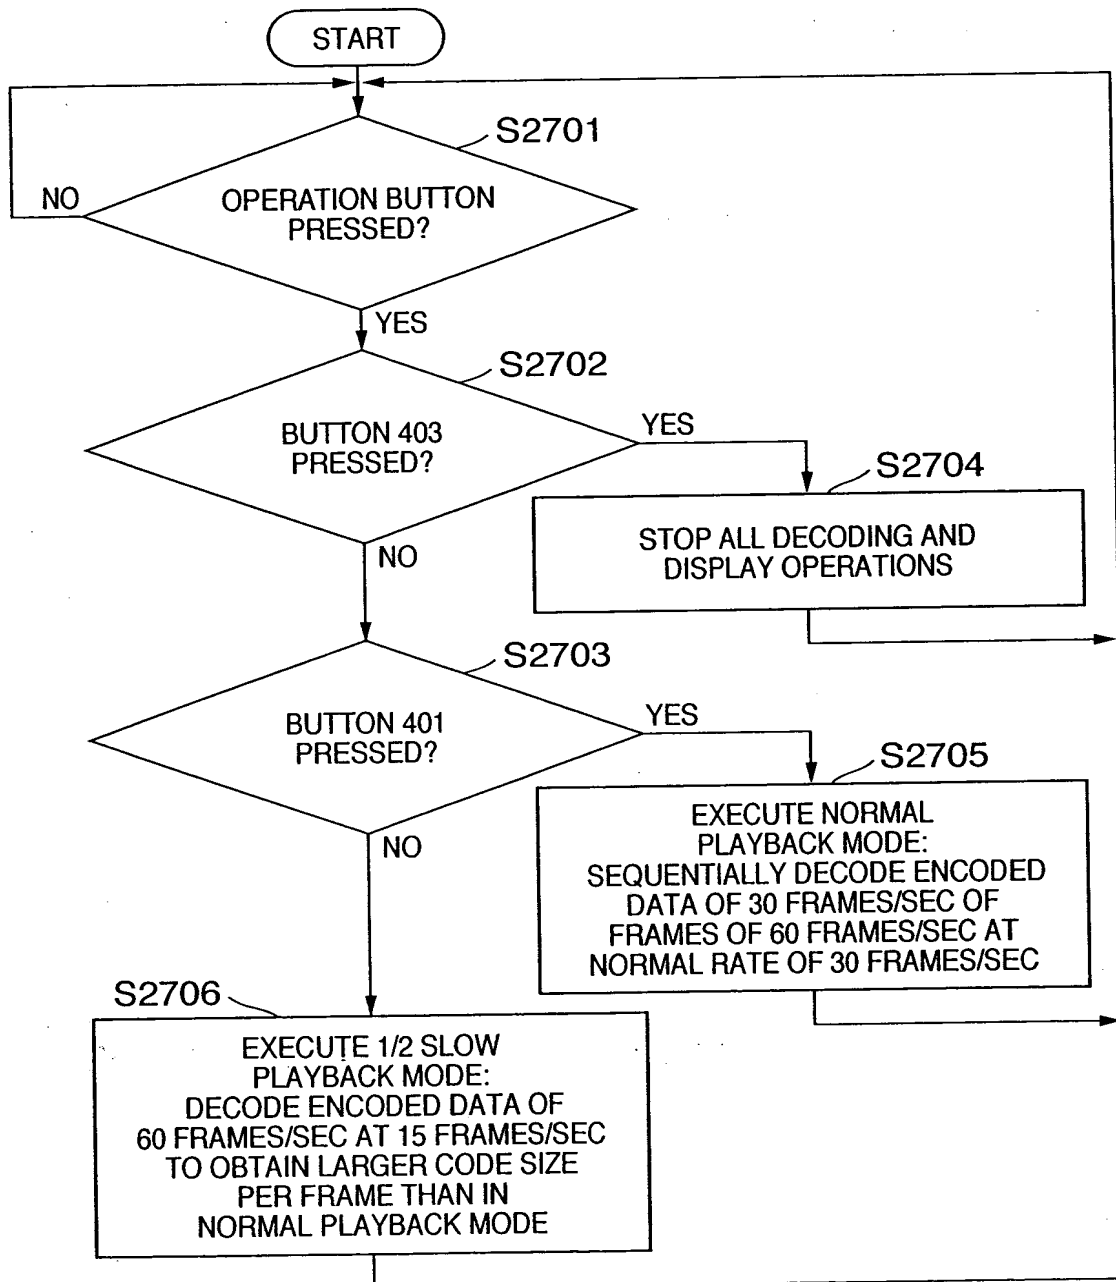 START
S2701
NO
OPERATION BUTTON
PRESSED?
YES
S2702
BUTTON 403
PRESSED?
YES
S2704
STOP ALL DECODING AND
DISPLAY OPERATIONS
NO
S2703
BUTTON 401
PRESSED?
YES
S2705
EXECUTE NORMAL
PLAYBACK MODE:
SEQUENTIALLY DECODE ENCODED
DATA OF 30 FRAMES/SEC OF
FRAMES OF 60 FRAMES/SEC AT
NORMAL RATE OF 30 FRAMES/SEC
NO
S2706
EXECUTE 1/2 SLOW
PLAYBACK MODE:
DECODE ENCODED DATA OF
60 FRAMES/SEC AT 15 FRAMES/SEC
TO OBTAIN LARGER CODE SIZE
PER FRAME THAN IN
NORMAL PLAYBACK MODE